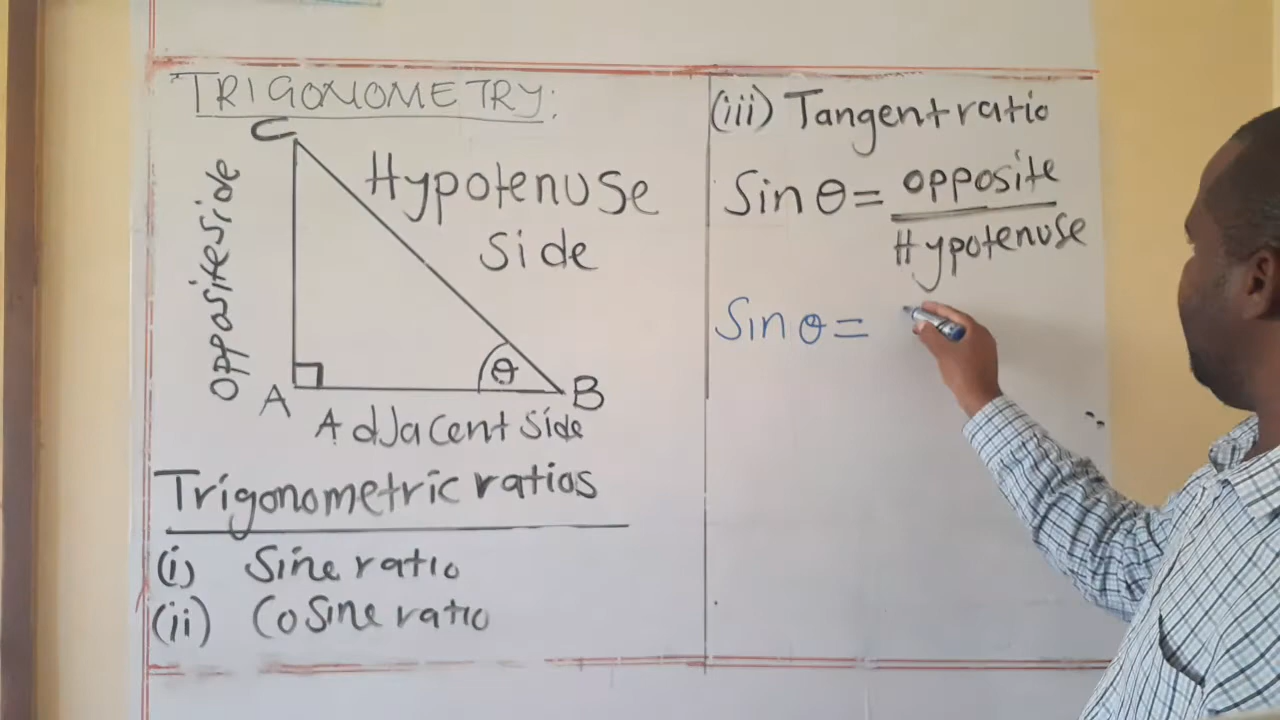 TRIGONOMETRY:
C
Hypotenuse
side
opposite side
θ
A
B
Adjacent side
Trigonometric ratios
(i) Sine ratio
(ii) Cosine ratio
(iii) Tangent ratio
Sin θ = opposite
Hypotenuse
Sin θ =